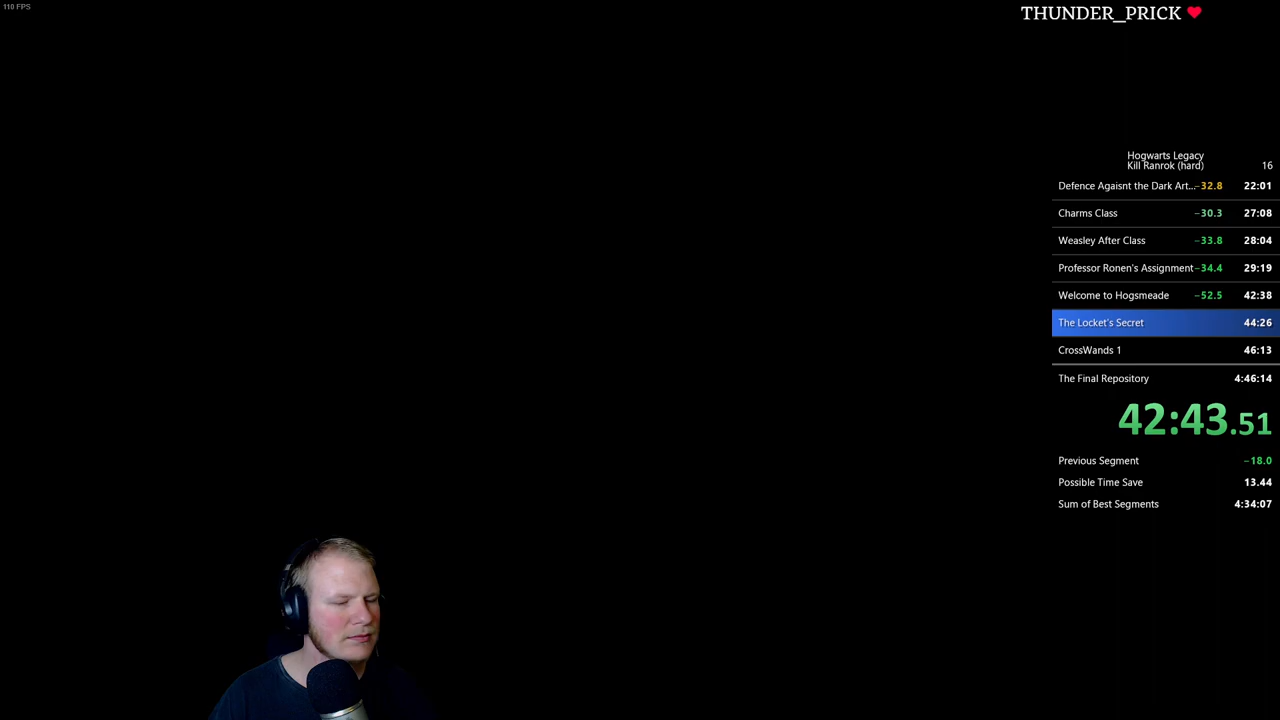 110 FPS
THUNDER_PRICK ❤
Hogwarts Legacy
Kill Ranrok (hard) 16
Defence Agaisnt the Dark Art... −32.8 22:01
Charms Class −30.3 27:08
Weasley After Class −33.8 28:04
Professor Ronen's Assignment −34.4 29:19
Welcome to Hogsmeade −52.5 42:38
The Locket's Secret 44:26
CrossWands 1 46:13
The Final Repository 4:46:14
42:43.51
Previous Segment −18.0
Possible Time Save 13.44
Sum of Best Segments 4:34:07